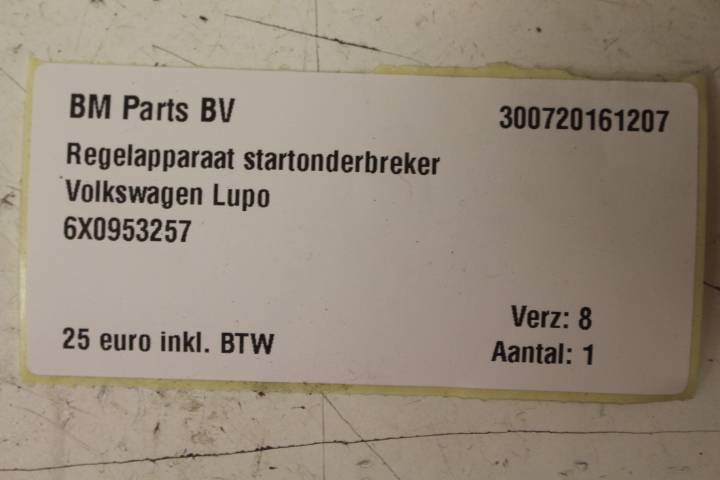 BM Parts BV
300720161207
Regelapparaat startonderbreker
Volkswagen Lupo
6X0953257
Verz: 8
25 euro inkl. BTW
Aantal: 1